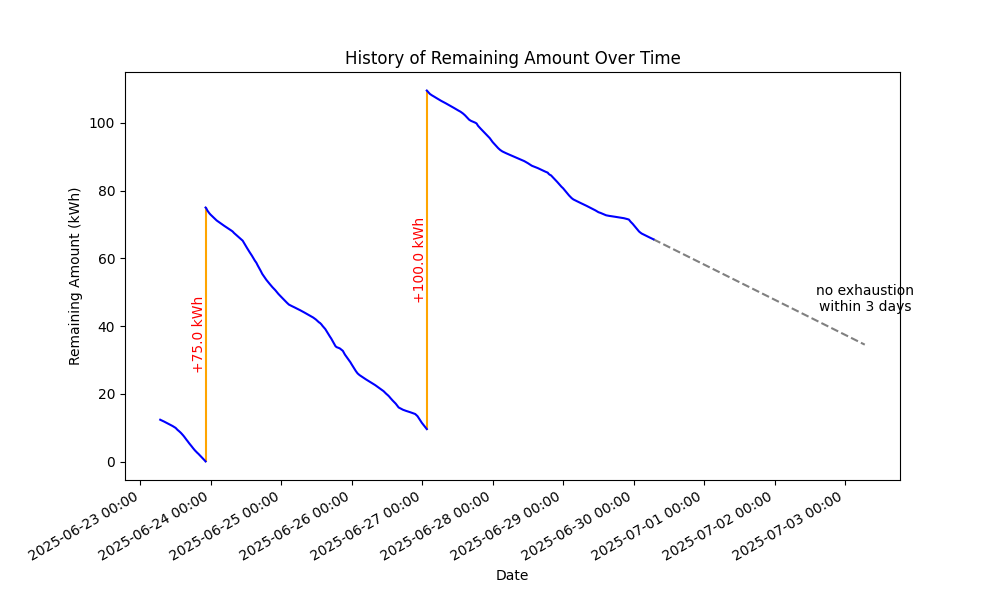 History of Remaining Amount Over Time
Remaining Amount (kWh)
100
80
60
40
20
0
+75.0 kWh
+100.0 kWh
no exhaustion
within 3 days
2025-06-23 00:00
2025-06-24 00:00
2025-06-25 00:00
2025-06-26 00:00
2025-06-27 00:00
2025-06-28 00:00
2025-06-29 00:00
2025-06-30 00:00
2025-07-01 00:00
2025-07-02 00:00
2025-07-03 00:00
Date